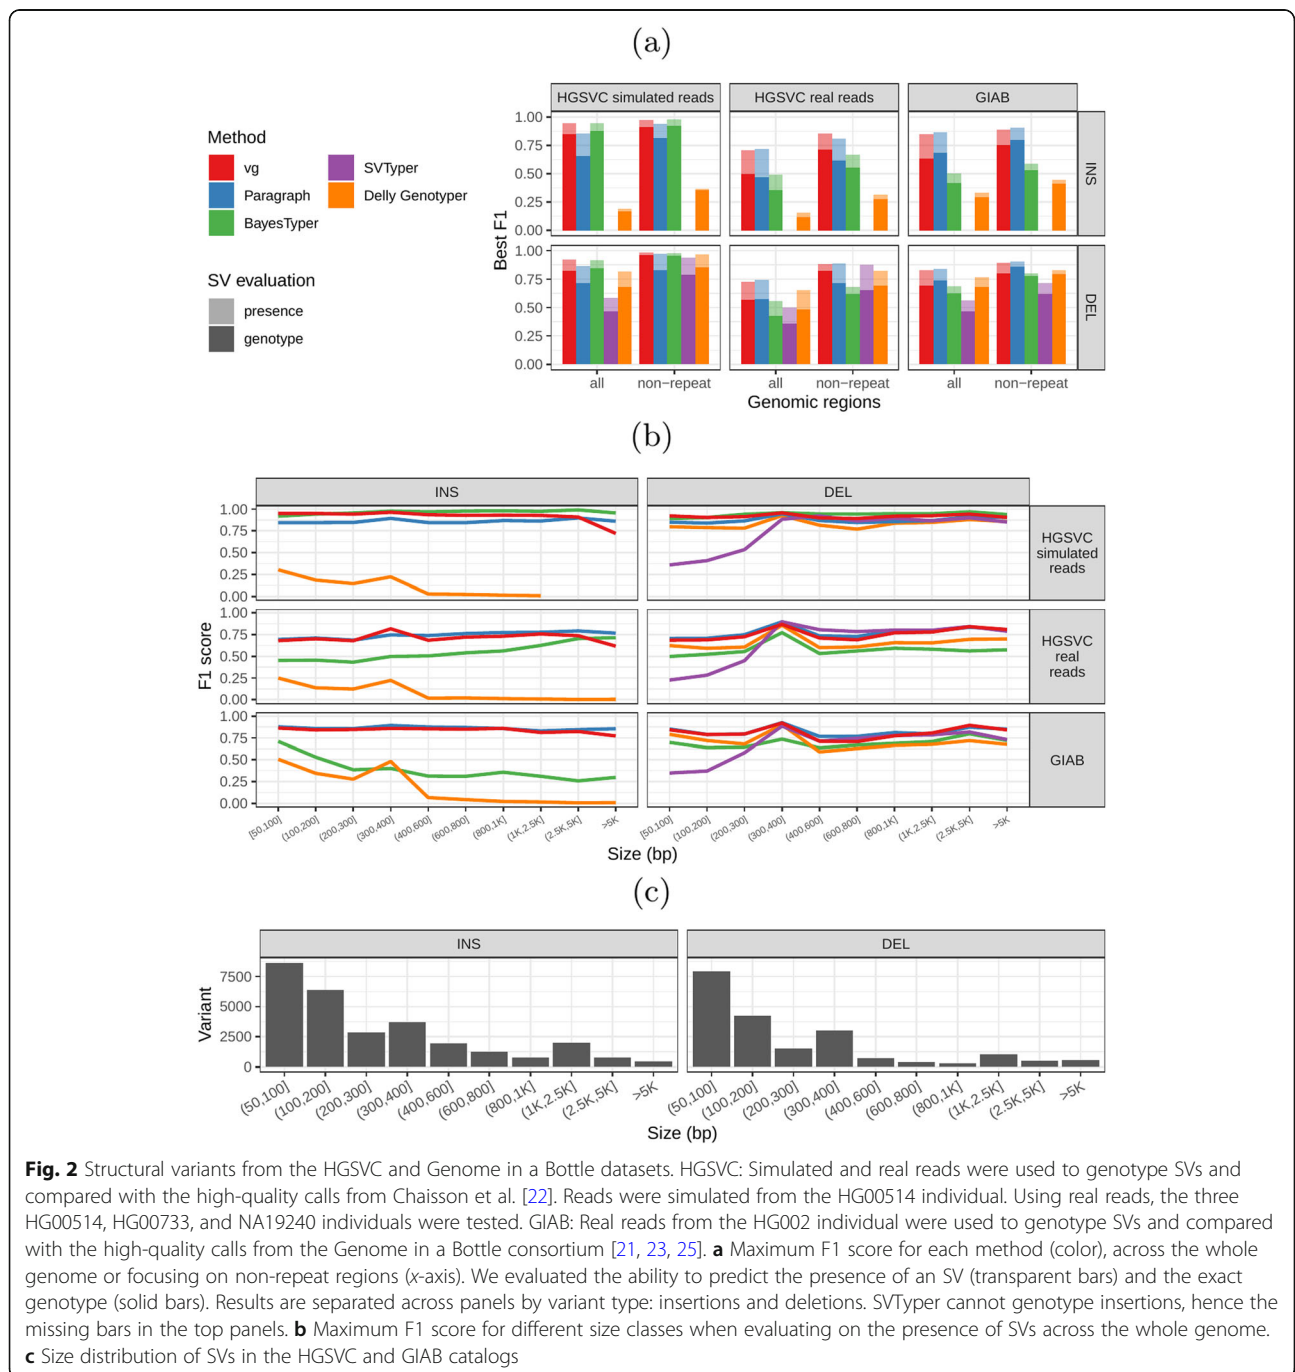 (a)
HGSVC simulated reads
HGSVC real reads
GIAB
Method
vg
SVTyper
Paragraph
Delly Genotyper
BayesTyper
SV evaluation
presence
genotype
Best F1
1.00
0.75
0.50
0.25
0.00
INS
1.00
0.75
0.50
0.25
0.00
DEL
all
non−repeat
all
non−repeat
all
non−repeat
Genomic regions
(b)
INS
DEL
F1 score
1.00
0.75
0.50
0.25
0.00
HGSVC
simulated
reads
1.00
0.75
0.50
0.25
0.00
HGSVC
real
reads
1.00
0.75
0.50
0.25
0.00
GIAB
(50,100]
(100,200]
(200,300]
(300,400]
(400,600]
(600,800]
(800,1K]
(1K,2.5K]
(2.5K,5K]
>5K
(50,100]
(100,200]
(200,300]
(300,400]
(400,600]
(600,800]
(800,1K]
(1K,2.5K]
(2.5K,5K]
>5K
Size (bp)
(c)
INS
DEL
Variant
7500
5000
2500
0
(50,100]
(100,200]
(200,300]
(300,400]
(400,600]
(600,800]
(800,1K]
(1K,2.5K]
(2.5K,5K]
>5K
(50,100]
(100,200]
(200,300]
(300,400]
(400,600]
(600,800]
(800,1K]
(1K,2.5K]
(2.5K,5K]
>5K
Size (bp)
Fig. 2 Structural variants from the HGSVC and Genome in a Bottle datasets. HGSVC: Simulated and real reads were used to genotype SVs and
compared with the high-quality calls from Chaisson et al. [22]. Reads were simulated from the HG00514 individual. Using real reads, the three
HG00514, HG00733, and NA19240 individuals were tested. GIAB: Real reads from the HG002 individual were used to genotype SVs and compared
with the high-quality calls from the Genome in a Bottle consortium [21, 23, 25]. a Maximum F1 score for each method (color), across the whole
genome or focusing on non-repeat regions (x-axis). We evaluated the ability to predict the presence of an SV (transparent bars) and the exact
genotype (solid bars). Results are separated across panels by variant type: insertions and deletions. SVTyper cannot genotype insertions, hence the
missing bars in the top panels. b Maximum F1 score for different size classes when evaluating on the presence of SVs across the whole genome.
c Size distribution of SVs in the HGSVC and GIAB catalogs